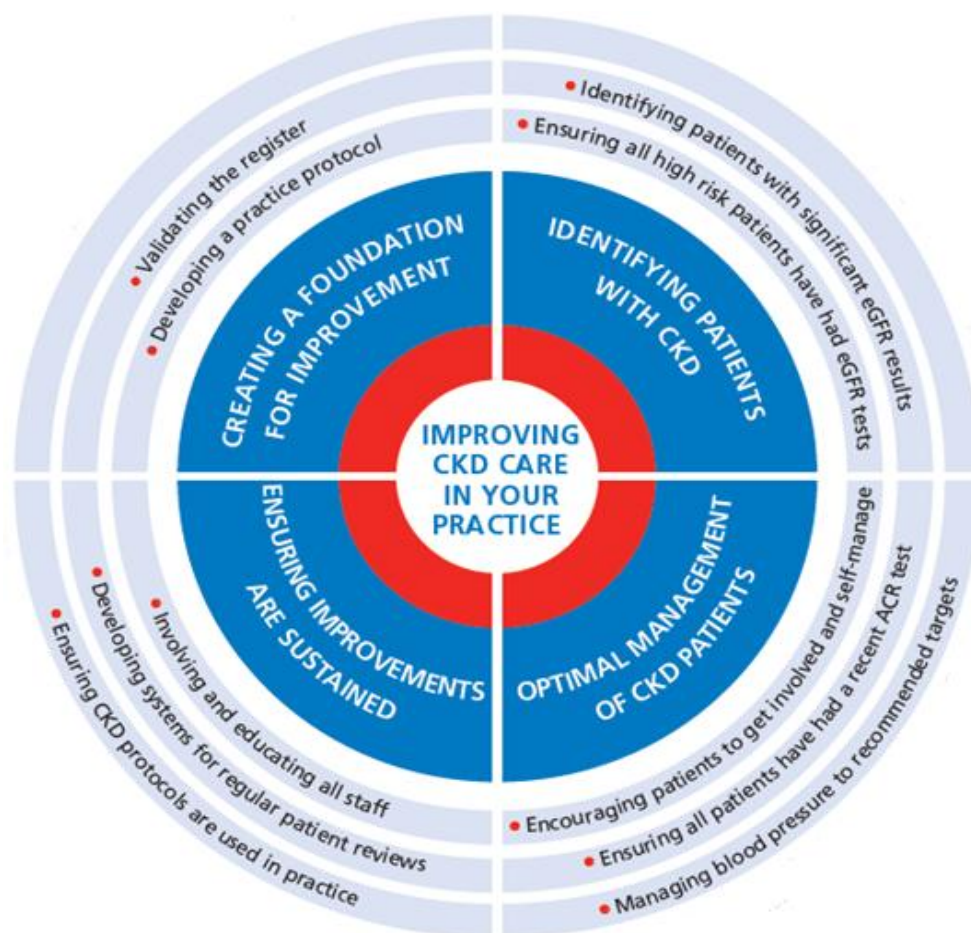 IMPROVING
CKD CARE
IN YOUR
PRACTICE
CREATING A FOUNDATION
FOR IMPROVEMENT
• Validating the register
• Developing a practice protocol
IDENTIFYING PATIENTS
WITH CKD
• Identifying patients with significant eGFR results
• Ensuring all high risk patients have had eGFR tests
OPTIMAL MANAGEMENT
OF CKD PATIENTS
• Encouraging patients to get involved and self-manage
• Ensuring all patients have had a recent ACR test
• Managing blood pressure to recommended targets
ENSURING IMPROVEMENTS
ARE SUSTAINED
• Involving and educating all staff
• Developing systems for regular patient reviews
• Ensuring CKD protocols are used in practice